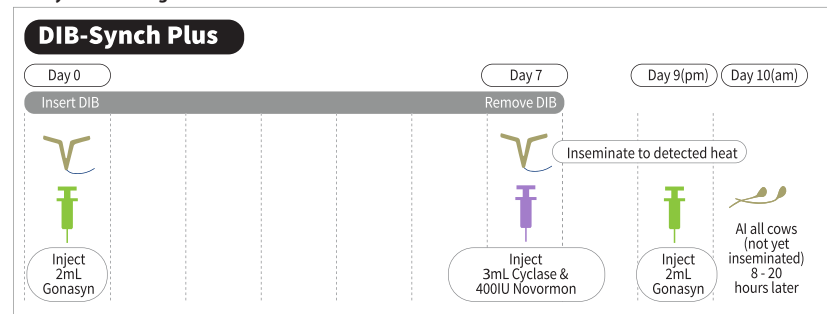 DIB-Synch Plus
Day 0
Day 7
Day 9(pm)
Day 10(am)
Insert DIB
Remove DIB
Inseminate to detected heat
Inject
2mL
Gonasyn
Inject
3mL Cyclase &
400IU Novormon
Inject
2mL
Gonasyn
AI all cows
(not yet
inseminated)
8 - 20
hours later